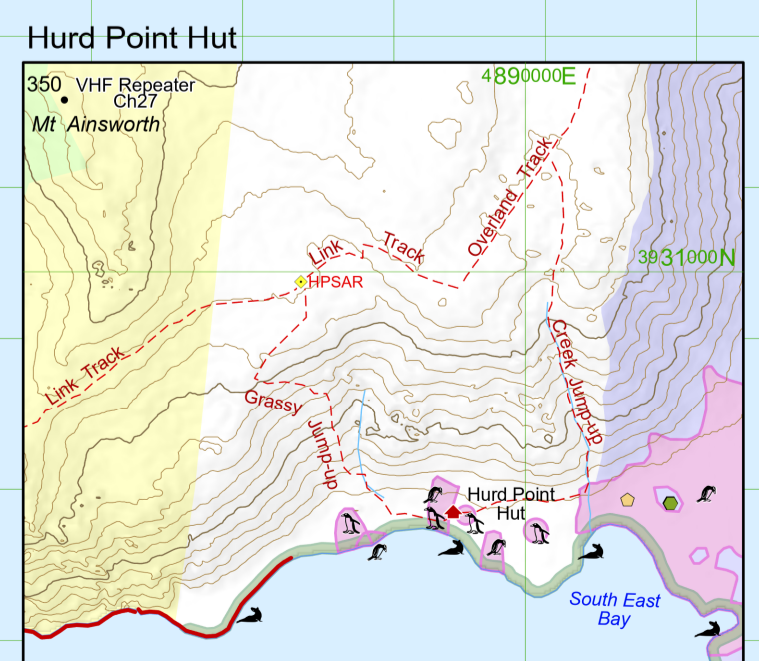 Hurd Point Hut
4890000E
350 VHF Repeater
Ch27
Mt Ainsworth
Overland Track
Link Track
3931000N
HPSAR
Creek Jump-up
Link Track
Grassy
Jump-up
Hurd Point
Hut
South East
Bay